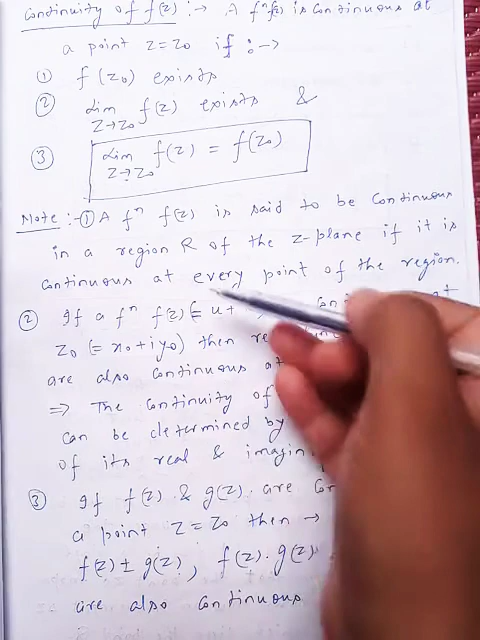 Continuity of f(z) :→ A fⁿ f(z) is continuous at
a point z=z₀ if :→
① f(z₀) exists
② lim z→z₀ f(z) exists &
③ lim z→z₀ f(z) = f(z₀)
Note :- ① A fⁿ f(z) is said to be continuous
in a region R of the z-plane if it is
continuous at every point of the region.
② If a fⁿ f(z) = u+
z₀ (= x₀+iy₀) then
are also continuous at
⇒ The continuity of
can be determined by
of its real &
③ If f(z) & g(z) are
a point z=z₀ then →
f(z) ± g(z), f(z).g(z)
are also continuous